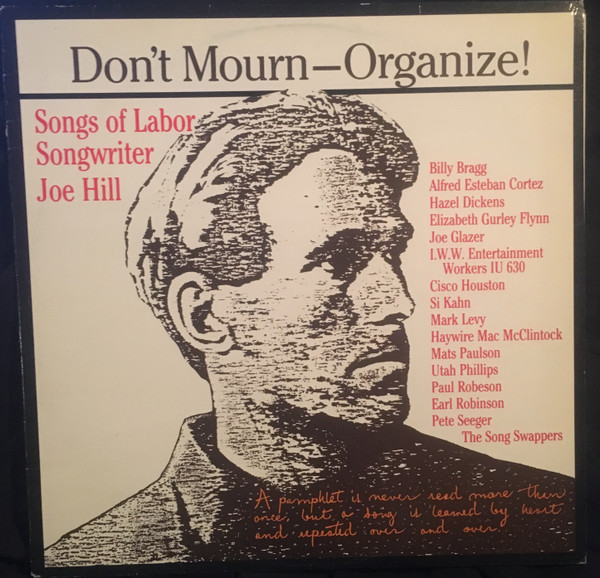 Don't Mourn—Organize!
Songs of Labor
Songwriter
Joe Hill
Billy Bragg
Alfred Esteban Cortez
Hazel Dickens
Elizabeth Gurley Flynn
Joe Glazer
I.W.W. Entertainment
Workers IU 630
Cisco Houston
Si Kahn
Mark Levy
Haywire Mac McClintock
Mats Paulson
Utah Phillips
Paul Robeson
Earl Robinson
Pete Seeger
The Song Swappers
A pamphlet is never read more than
once, but a song is learned by heart
and repeated over and over.